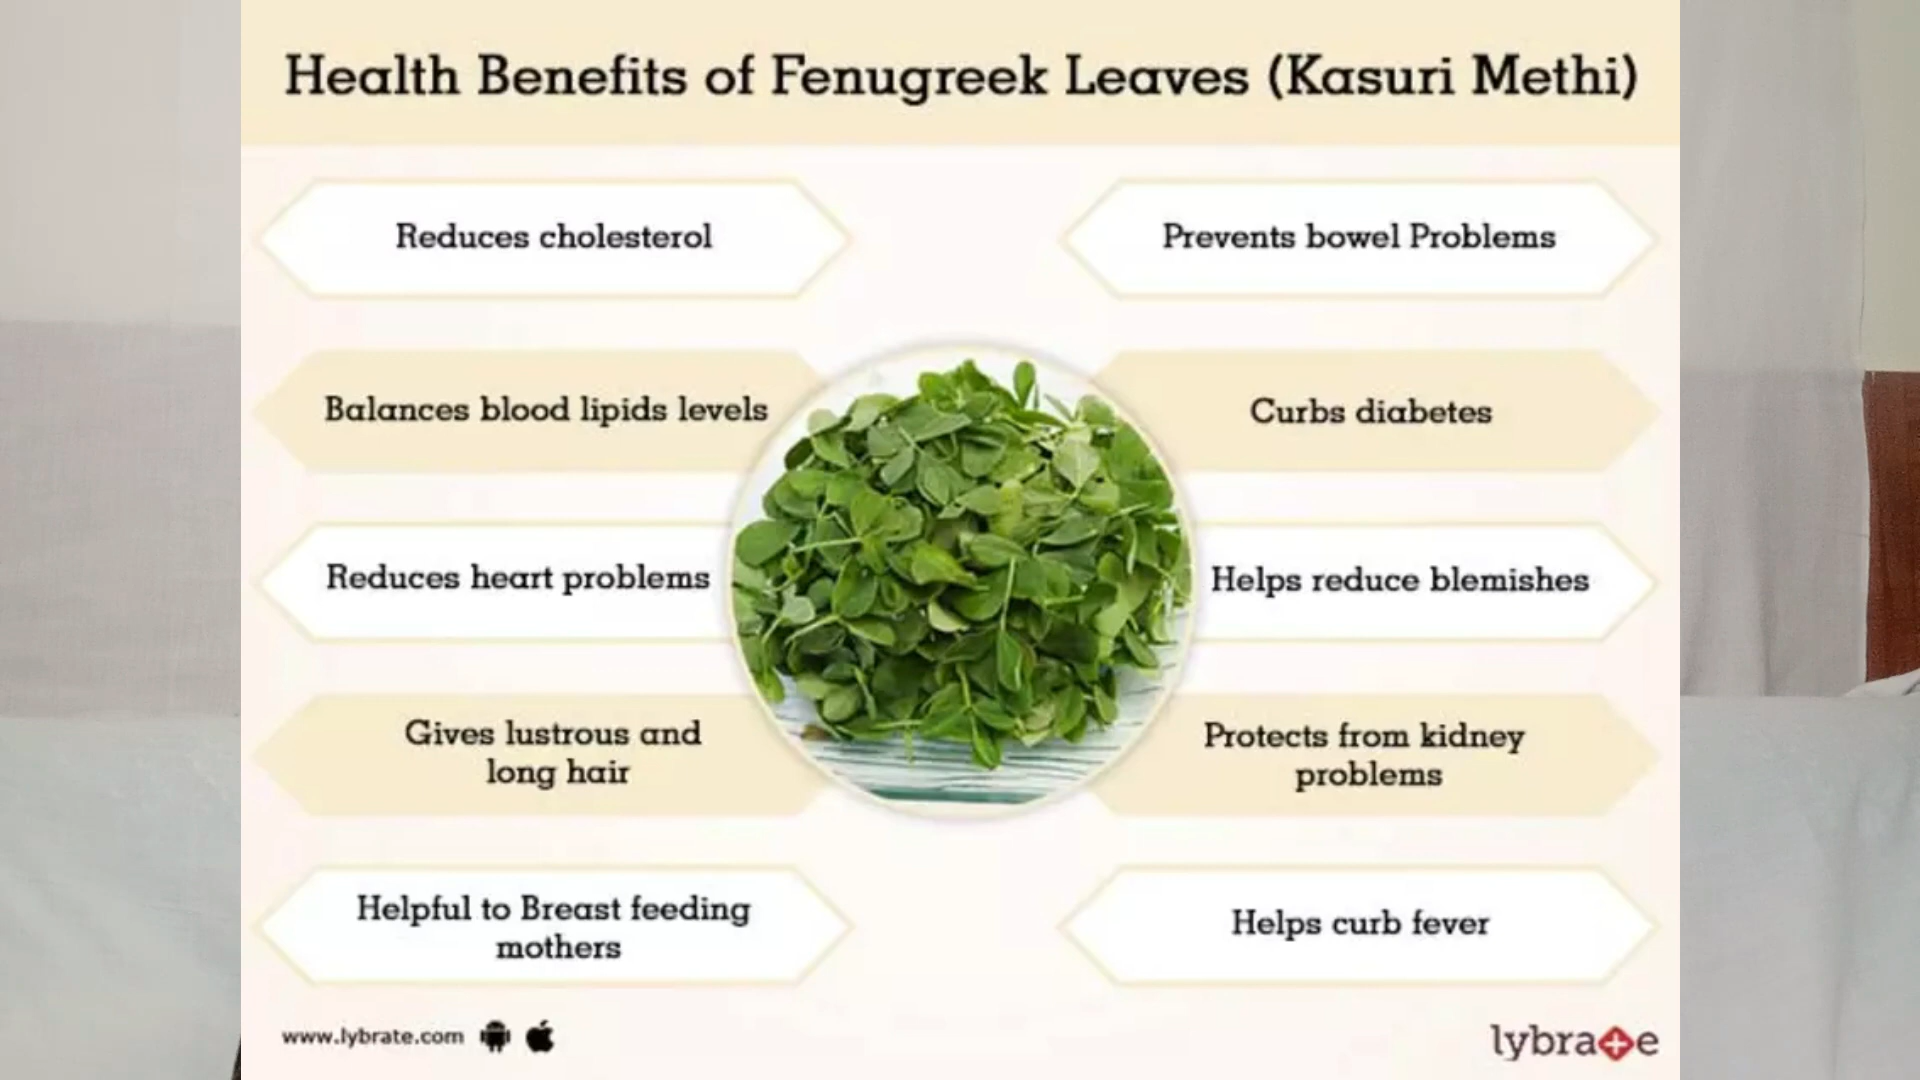 Health Benefits of Fenugreek Leaves (Kasuri Methi)
Reduces cholesterol
Prevents bowel Problems
Balances blood lipids levels
Curbs diabetes
Reduces heart problems
Helps reduce blemishes
Gives lustrous and
long hair
Protects from kidney
problems
Helpful to Breast feeding
mothers
Helps curb fever
www.lybrate.com
lybrate